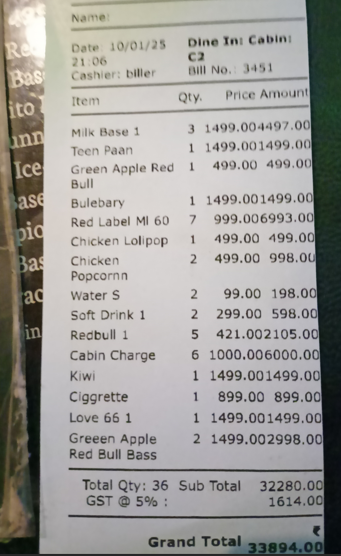 Name:
Date: 10/01/25 Dine In: Cabin:
21:06 C2
Cashier: biller Bill No.: 3451
Item Qty. Price Amount
Milk Base 1 3 1499.00 4497.00
Teen Paan 1 1499.00 1499.00
Green Apple Red 1 499.00 499.00
Bull
Bulebary 1 1499.00 1499.00
Red Label Ml 60 7 999.00 6993.00
Chicken Lolipop 1 499.00 499.00
Chicken 2 499.00 998.00
Popcornn
Water S 2 99.00 198.00
Soft Drink 1 2 299.00 598.00
Redbull 1 5 421.00 2105.00
Cabin Charge 6 1000.00 6000.00
Kiwi 1 1499.00 1499.00
Ciggrette 1 899.00 899.00
Love 66 1 1 1499.00 1499.00
Greeen Apple 2 1499.00 2998.00
Red Bull Bass
Total Qty: 36 Sub Total 32280.00
GST @ 5% : 1614.00
Grand Total ₹
33894.00